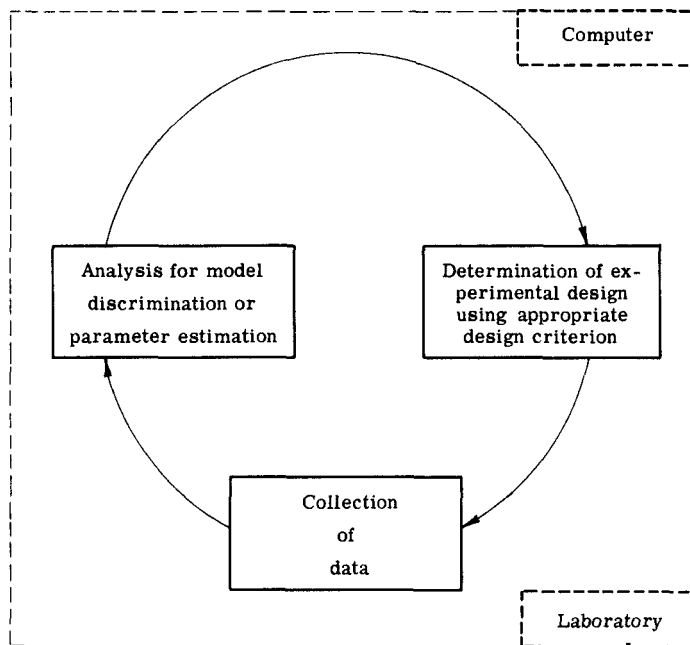 Computer
Analysis for model
discrimination or
parameter estimation
Determination of ex-
perimental design
using appropriate
design criterion
Collection
of
data
Laboratory